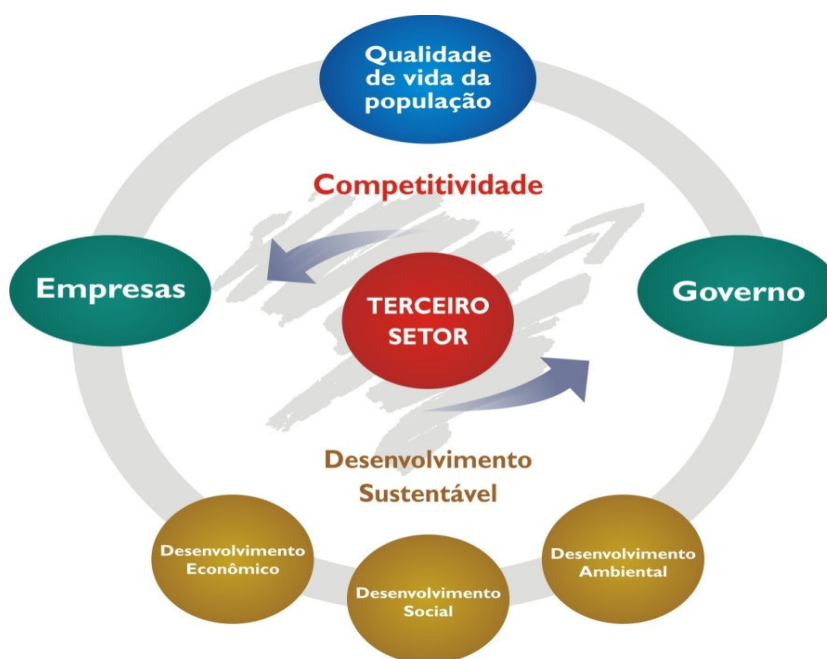 Qualidade
de vida da
população
Competitividade
Empresas
TERCEIRO
SETOR
Governo
Desenvolvimento
Sustentável
Desenvolvimento
Econômico
Desenvolvimento
Social
Desenvolvimento
Ambiental